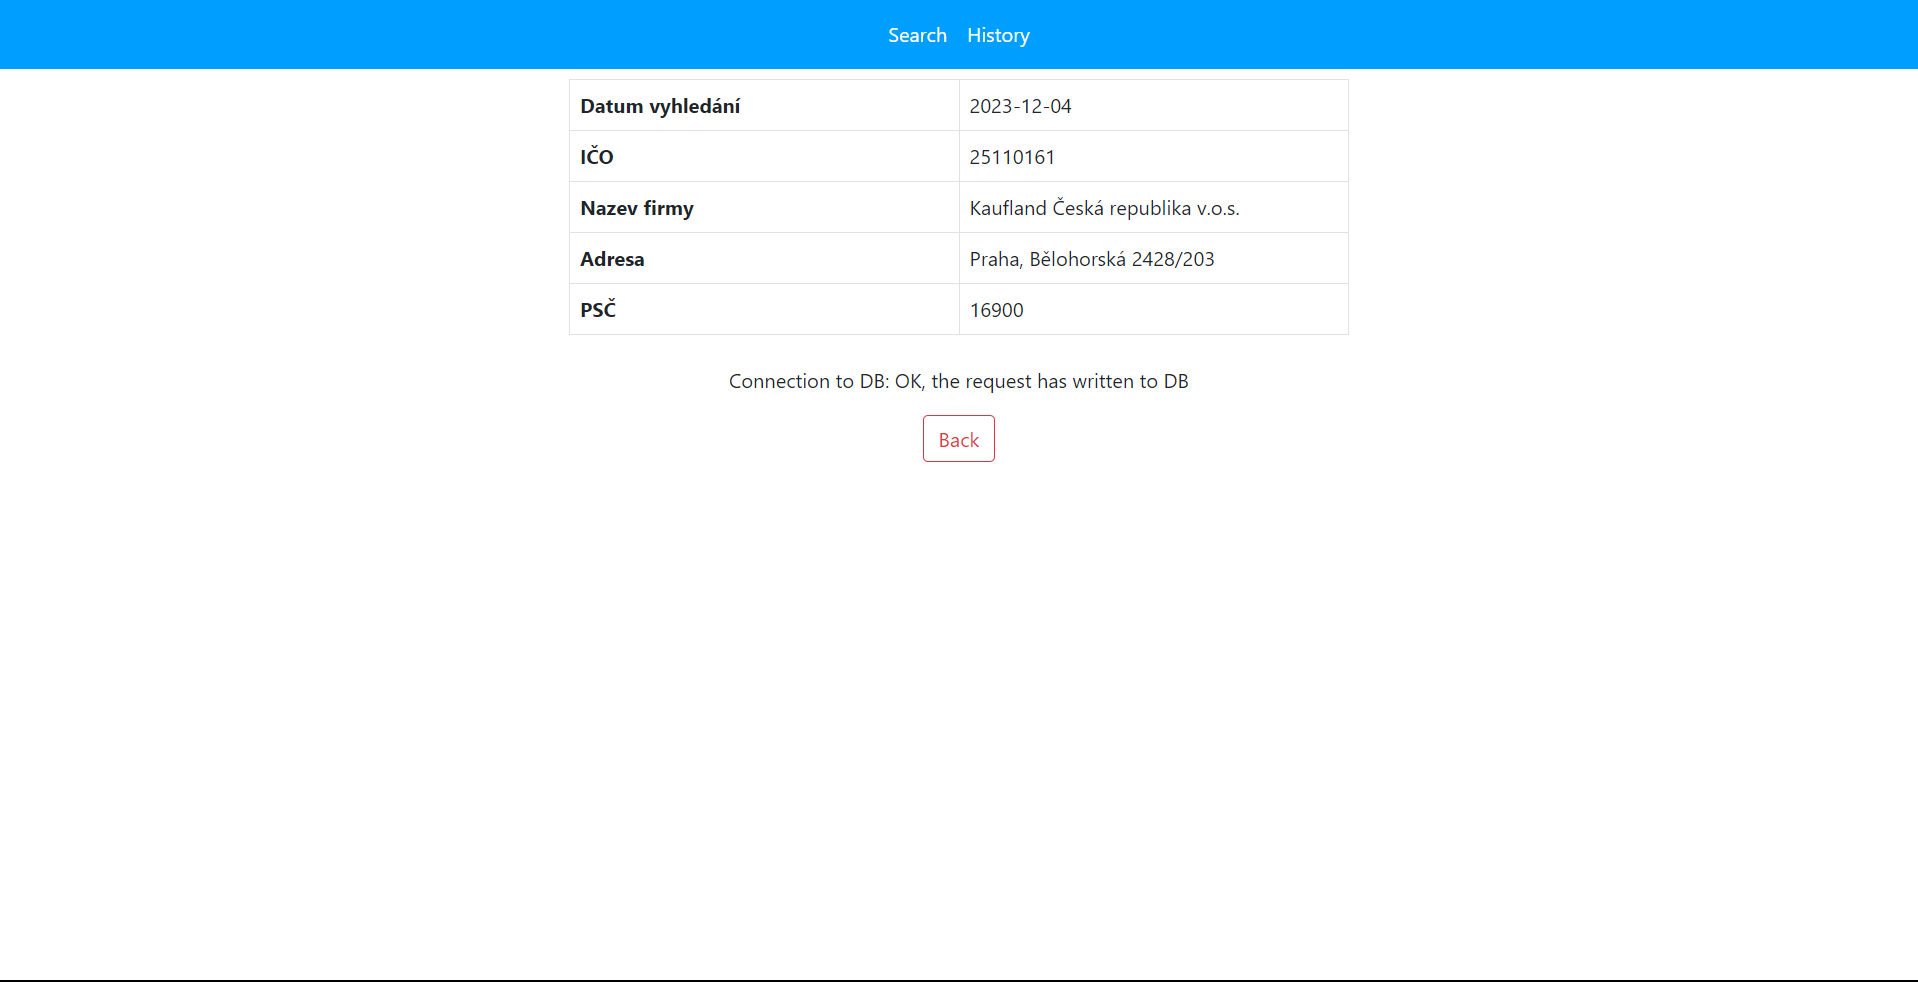 Search History
Datum vyhledání 2023-12-04
IČO 25110161
Nazev firmy Kaufland Česká republika v.o.s.
Adresa Praha, Bělohorská 2428/203
PSČ 16900
Connection to DB: OK, the request has written to DB
Back